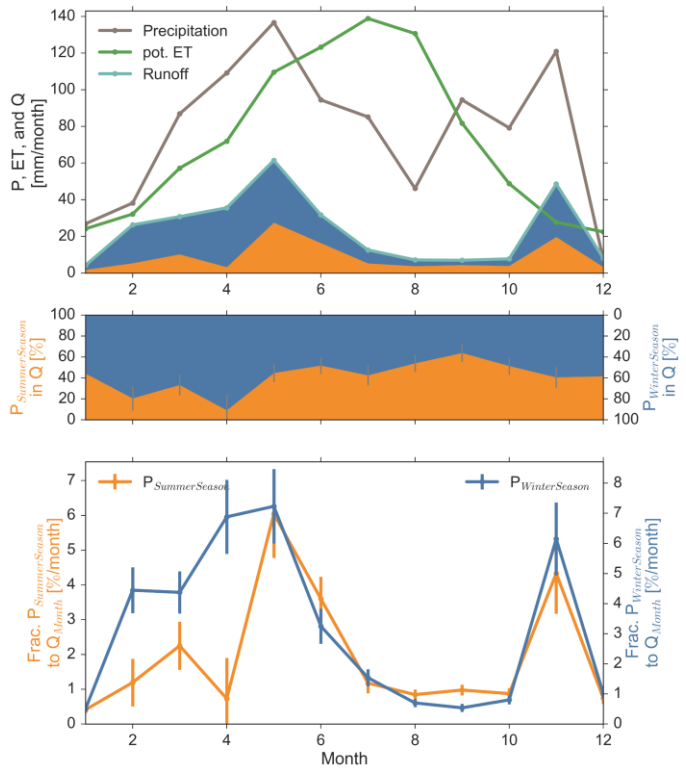 140
120
100
80
60
40
20
0
P, ET, and Q
[mm/month]
Precipitation
pot. ET
Runoff
2 4 6 8 10 12
100
80
60
40
20
0
P_SummerSeason
in Q [%]
0
20
40
60
80
100
P_WinterSeason
in Q [%]
7
6
5
4
3
2
1
0
Frac. P_SummerSeason
to Q_Month [%/month]
P_SummerSeason
P_WinterSeason
8
7
6
5
4
3
2
1
0
Frac. P_WinterSeason
to Q_Month [%/month]
2 4 6 8 10 12
Month